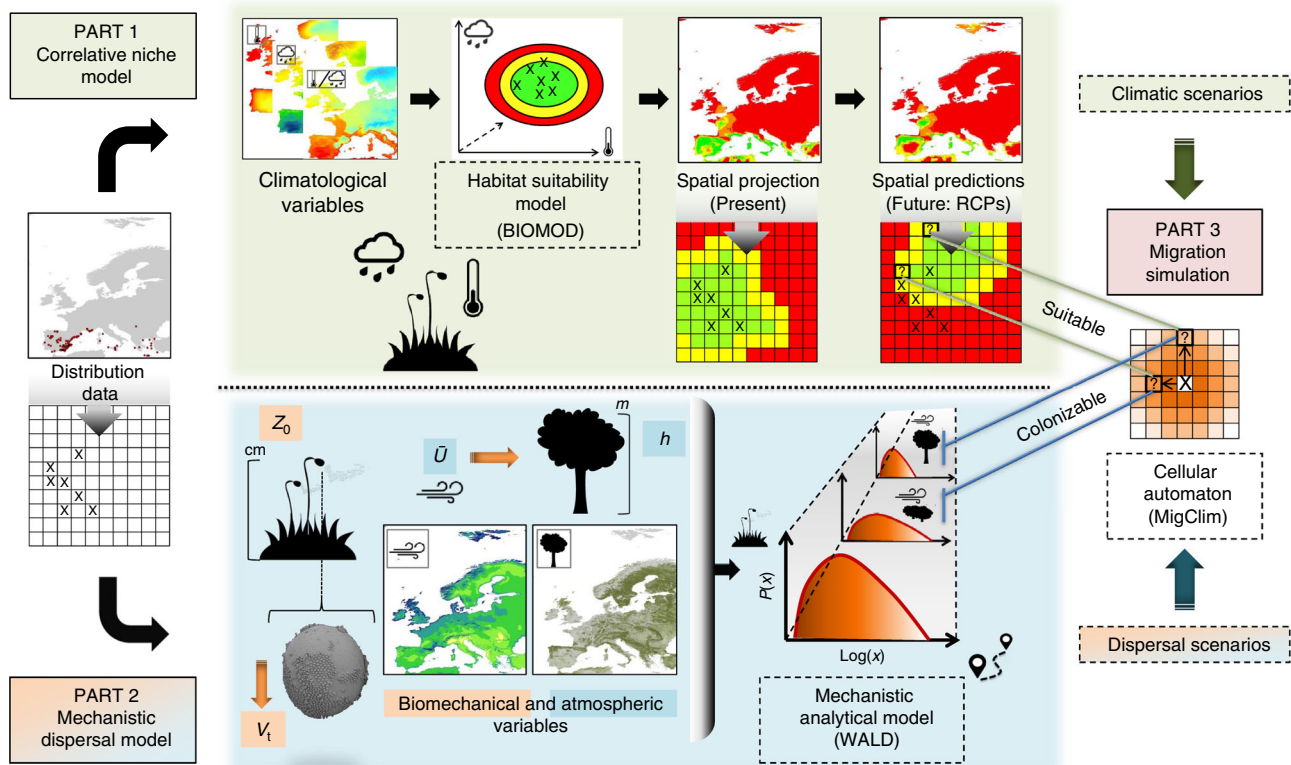 PART 1
Correlative niche
model
Climatological
variables
Habitat suitability
model
(BIOMOD)
Spatial projection
(Present)
Spatial predictions
(Future: RCPs)
X X X X X X X X
X
X
X X
X
X X
?
? X
X
X X
X
X X
Climatic scenarios
PART 3
Migration
simulation
Suitable
Colonizable
?
? X
Cellular
automaton
(MigClim)
Dispersal scenarios
Distribution
data
X
X
X X
X
X X
PART 2
Mechanistic
dispersal model
Z0
cm
Vt
Ū
m
h
Biomechanical and atmospheric
variables
P(x)
Log(x)
Mechanistic
analytical model
(WALD)